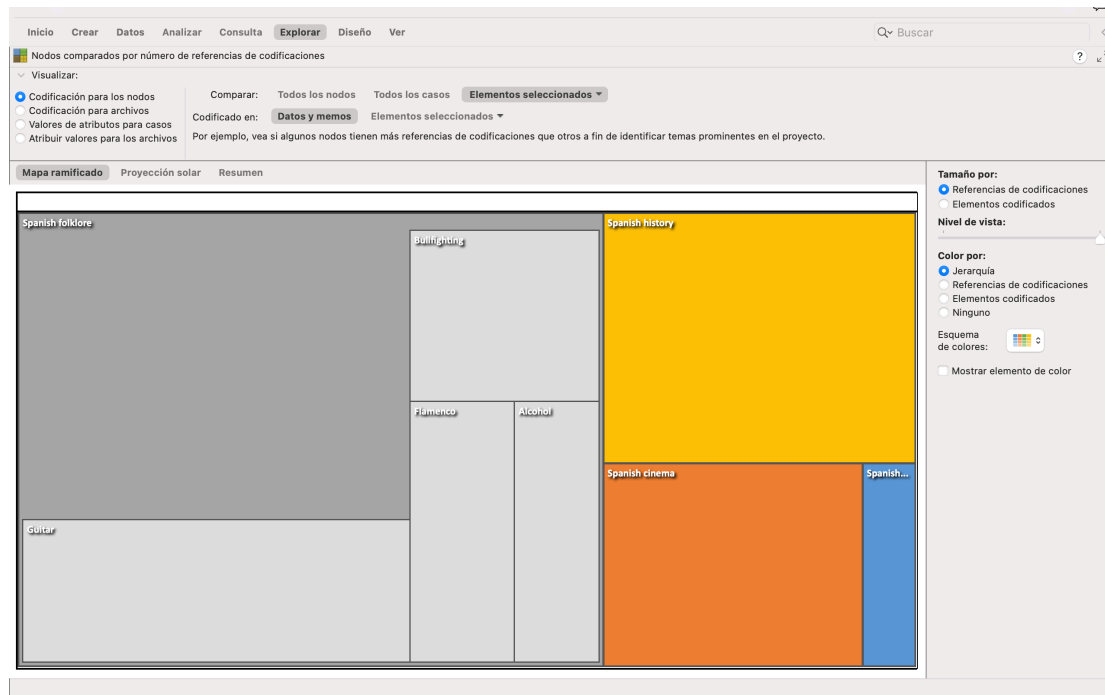 Inicio Crear Datos Analizar Consulta Explorar Diseño Ver Buscar
Nodos comparados por número de referencias de codificaciones ?
Visualizar:
Codificación para los nodos
Codificación para archivos
Valores de atributos para casos
Atribuir valores para los archivos
Comparar: Todos los nodos Todos los casos Elementos seleccionados
Codificado en: Datos y memos Elementos seleccionados
Por ejemplo, vea si algunos nodos tienen más referencias de codificaciones que otros a fin de identificar temas prominentes en el proyecto.
Mapa ramificado Proyección solar Resumen
Spanish folklore
Bullfighting
Flamenco
Alcohol
Guitar
Spanish history
Spanish cinema
Spanish...
Tamaño por:
Referencias de codificaciones
Elementos codificados
Nivel de vista:
Color por:
Jerarquía
Referencias de codificaciones
Elementos codificados
Ninguno
Esquema
de colores:
Mostrar elemento de color